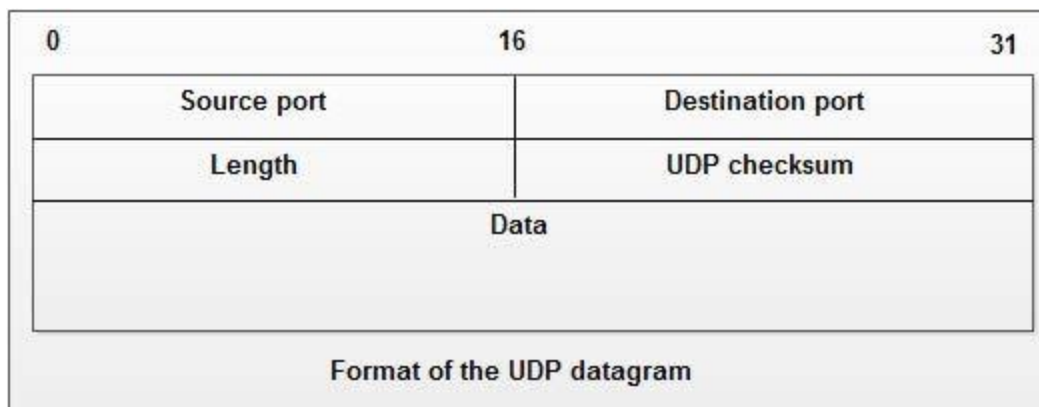 0 16 31
Source port Destination port
Length UDP checksum
Data
Format of the UDP datagram